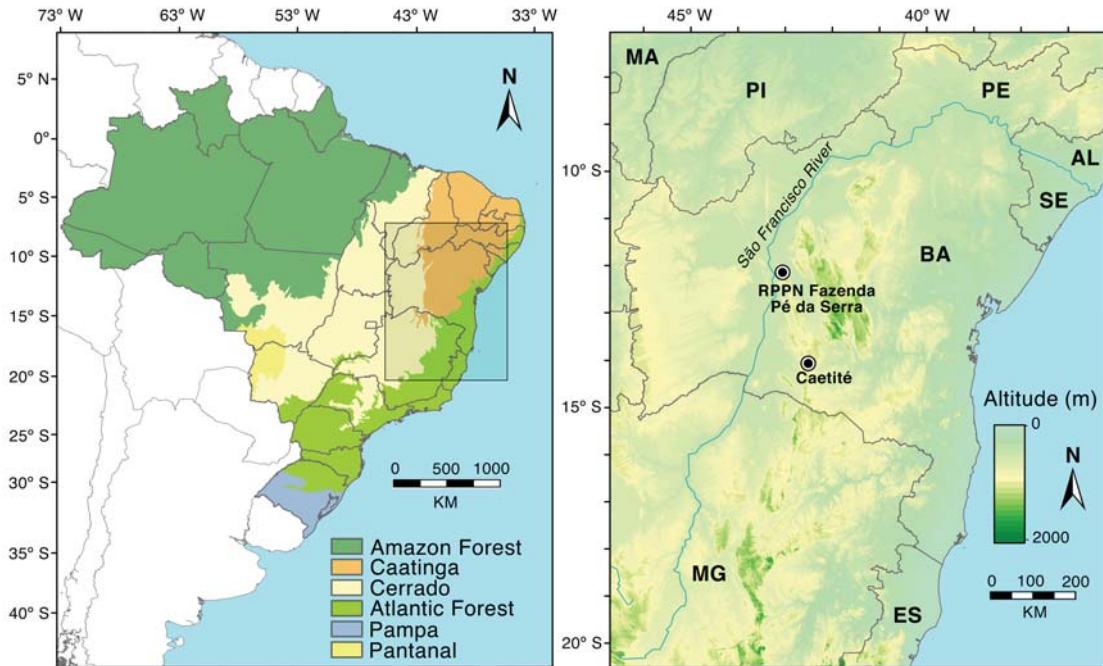 73° W
63° W
53° W
43° W
33° W
5° N
0°
5° S
10° S
15° S
20° S
25° S
30° S
35° S
40° S
N
0 500 1000
KM
Amazon Forest
Caatinga
Cerrado
Atlantic Forest
Pampa
Pantanal
45° W
40° W
10° S
15° S
20° S
MA
PI
PE
AL
SE
BA
São Francisco River
RPPN Fazenda
Pé da Serra
Caetité
MG
ES
Altitude (m)
0
2000
N
0 100 200
KM